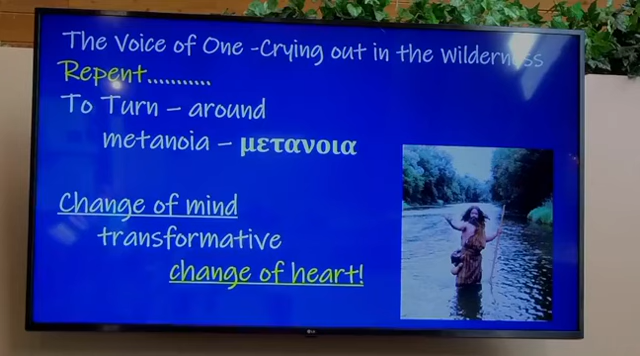 The Voice of One -Crying out in the Wilderness
Repent...........
To Turn – around
metanoia – μετανοια
Change of mind
transformative
change of heart!
LG